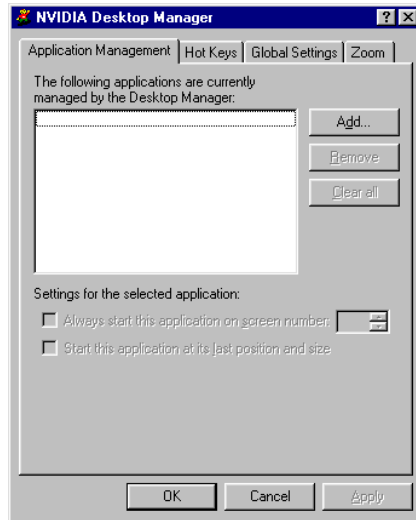 NVIDIA Desktop Manager
Application Management Hot Keys Global Settings Zoom
The following applications are currently
managed by the Desktop Manager:
Add...
Remove
Clear all
Settings for the selected application:
Always start this application on screen number:
Start this application at its last position and size
OK Cancel Apply